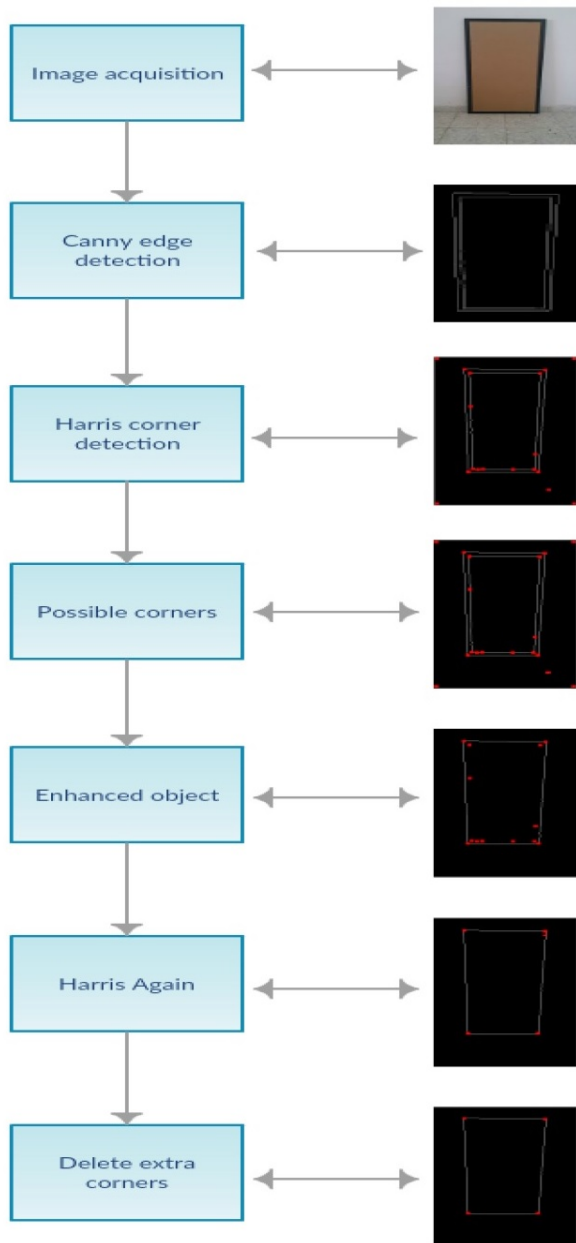 Image acquisition
Canny edge
detection
Harris corner
detection
Possible corners
Enhanced object
Harris Again
Delete extra
corners